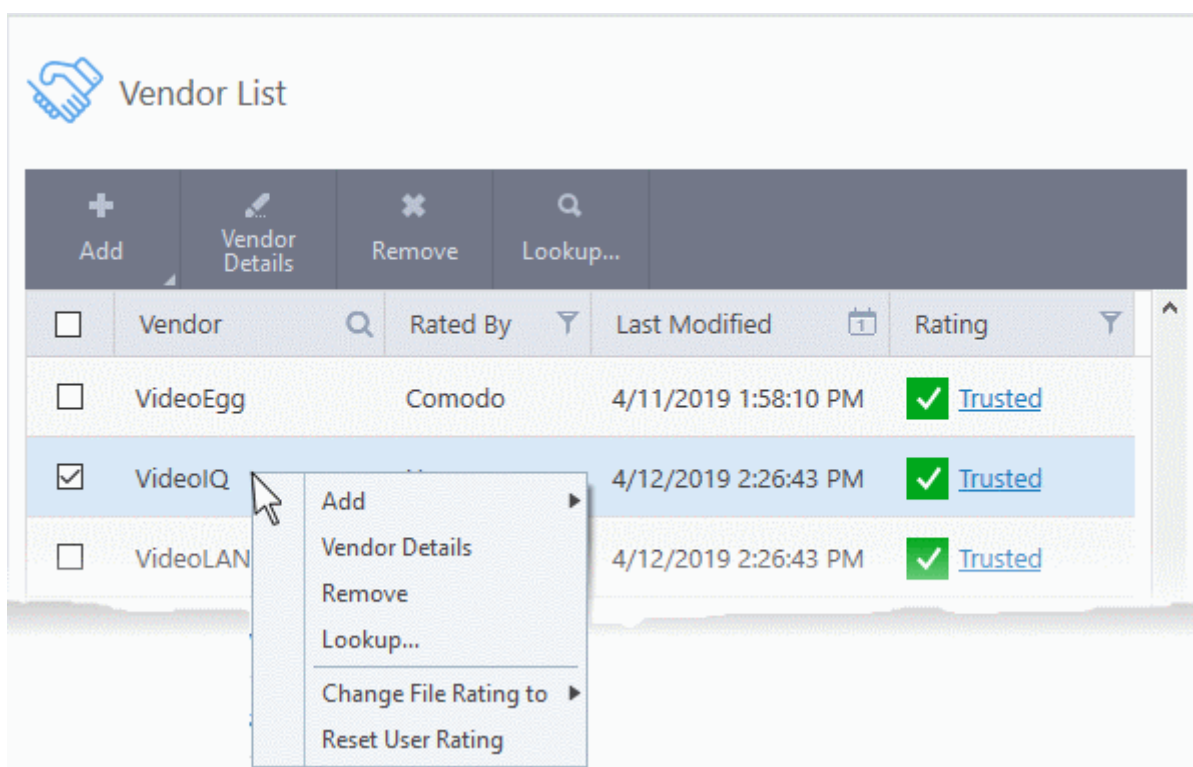 Vendor List
Add
Vendor
Details
Remove
Lookup...
Vendor
Rated By
1
Last Modified
Rating
VideoEgg Comodo 4/11/2019 1:58:10 PM Trusted
VideoIQ 4/12/2019 2:26:43 PM Trusted
VideoLAN 4/12/2019 2:26:43 PM Trusted
Add
Vendor Details
Remove
Lookup...
Change File Rating to
Reset User Rating